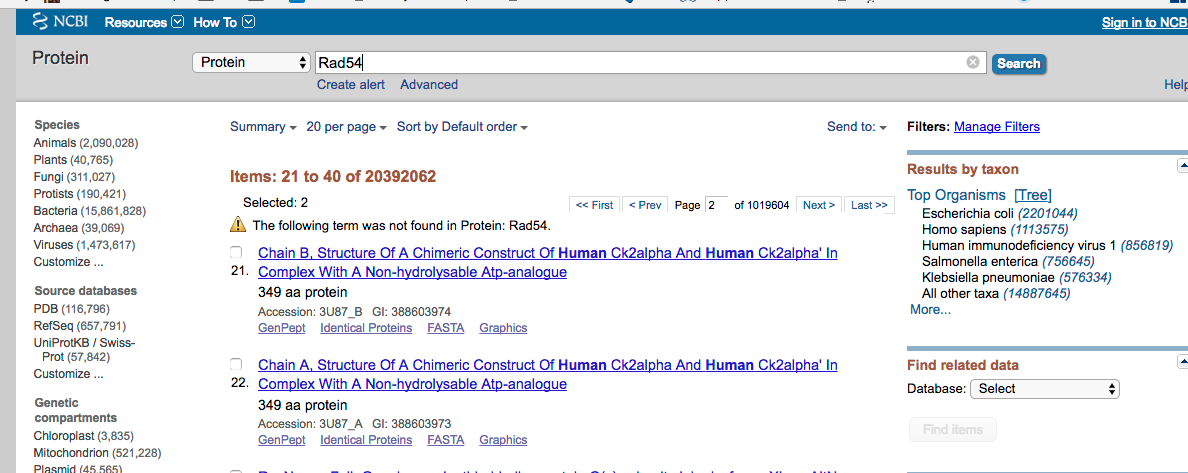 NCBI Resources How To Sign in to NCB
Protein Protein Rad54 Search
Create alert Advanced Help
Species
Animals (2,090,028)
Plants (40,765)
Fungi (311,027)
Protists (190,421)
Bacteria (15,861,828)
Archaea (39,069)
Viruses (1,473,617)
Customize ...
Source databases
PDB (116,796)
RefSeq (657,791)
UniProtKB / Swiss-
Prot (57,842)
Customize ...
Genetic
compartments
Chloroplast (3,835)
Mitochondrion (521,228)
Plasmid (45,565)
Summary 20 per page Sort by Default order Send to:
Items: 21 to 40 of 20392062
Selected: 2
<< First < Prev Page 2 of 1019604 Next > Last >>
The following term was not found in Protein: Rad54.
Chain B, Structure Of A Chimeric Construct Of Human Ck2alpha And Human Ck2alpha' In
21. Complex With A Non-hydrolysable Atp-analogue
349 aa protein
Accession: 3U87_B GI: 388603974
GenPept Identical Proteins FASTA Graphics
Chain A, Structure Of A Chimeric Construct Of Human Ck2alpha And Human Ck2alpha' In
22. Complex With A Non-hydrolysable Atp-analogue
349 aa protein
Accession: 3U87_A GI: 388603973
GenPept Identical Proteins FASTA Graphics
Filters: Manage Filters
Results by taxon
Top Organisms [Tree]
Escherichia coli (2201044)
Homo sapiens (1113575)
Human immunodeficiency virus 1 (856819)
Salmonella enterica (756645)
Klebsiella pneumoniae (576334)
All other taxa (14887645)
More...
Find related data
Database: Select
Find items